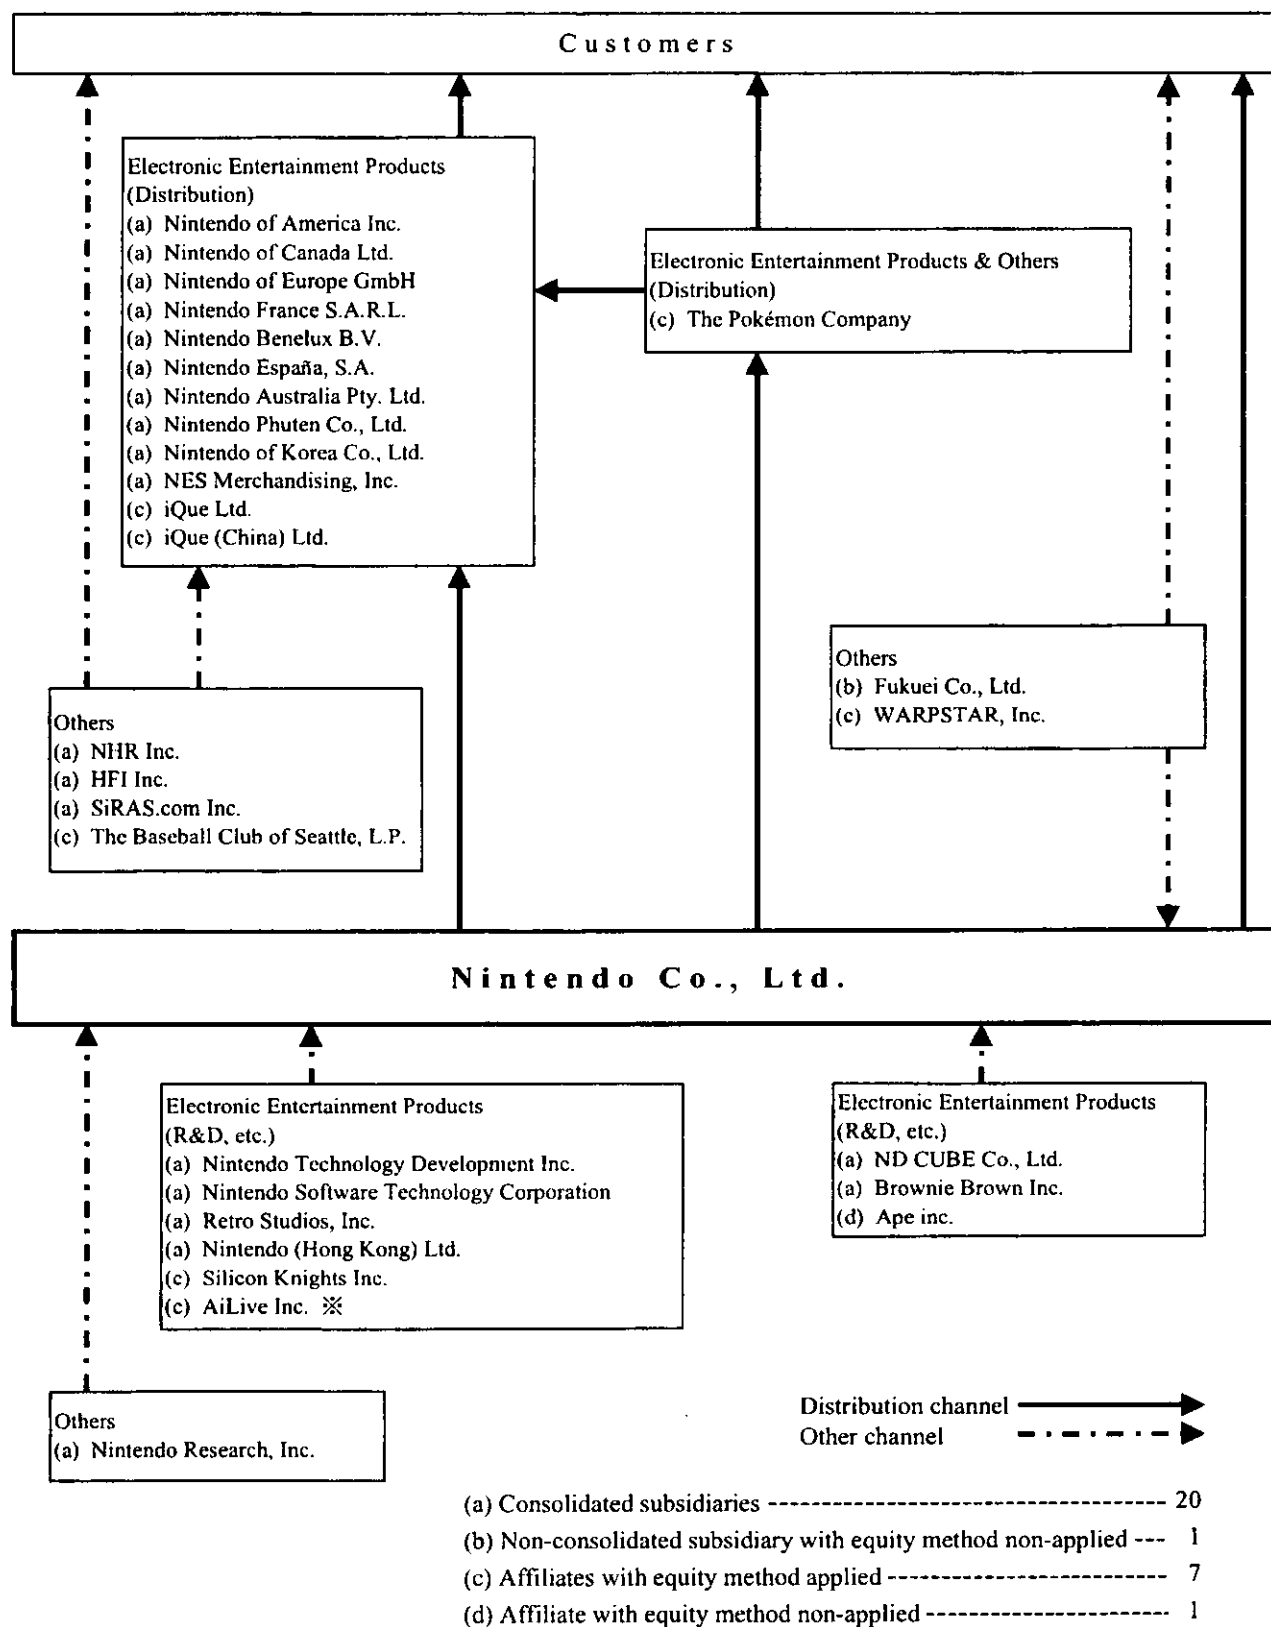 Customers
Electronic Entertainment Products
(Distribution)
(a) Nintendo of America Inc.
(a) Nintendo of Canada Ltd.
(a) Nintendo of Europe GmbH
(a) Nintendo France S.A.R.L.
(a) Nintendo Benelux B.V.
(a) Nintendo España, S.A.
(a) Nintendo Australia Pty. Ltd.
(a) Nintendo Phuten Co., Ltd.
(a) Nintendo of Korea Co., Ltd.
(a) NES Merchandising, Inc.
(c) iQue Ltd.
(c) iQue (China) Ltd.
Electronic Entertainment Products & Others
(Distribution)
(c) The Pokémon Company
Others
(b) Fukuei Co., Ltd.
(c) WARPSTAR, Inc.
Others
(a) NHR Inc.
(a) HFI Inc.
(a) SiRAS.com Inc.
(c) The Baseball Club of Seattle, L.P.
Nintendo Co., Ltd.
Electronic Entertainment Products
(R&D, etc.)
(a) Nintendo Technology Development Inc.
(a) Nintendo Software Technology Corporation
(a) Retro Studios, Inc.
(a) Nintendo (Hong Kong) Ltd.
(c) Silicon Knights Inc.
(c) AiLive Inc. ※
Electronic Entertainment Products
(R&D, etc.)
(a) ND CUBE Co., Ltd.
(a) Brownie Brown Inc.
(d) Ape inc.
Others
(a) Nintendo Research, Inc.
Distribution channel
Other channel
(a) Consolidated subsidiaries ---------------------------------- 20
(b) Non-consolidated subsidiary with equity method non-applied --- 1
(c) Affiliates with equity method applied ----------------------- 7
(d) Affiliate with equity method non-applied -------------------- 1